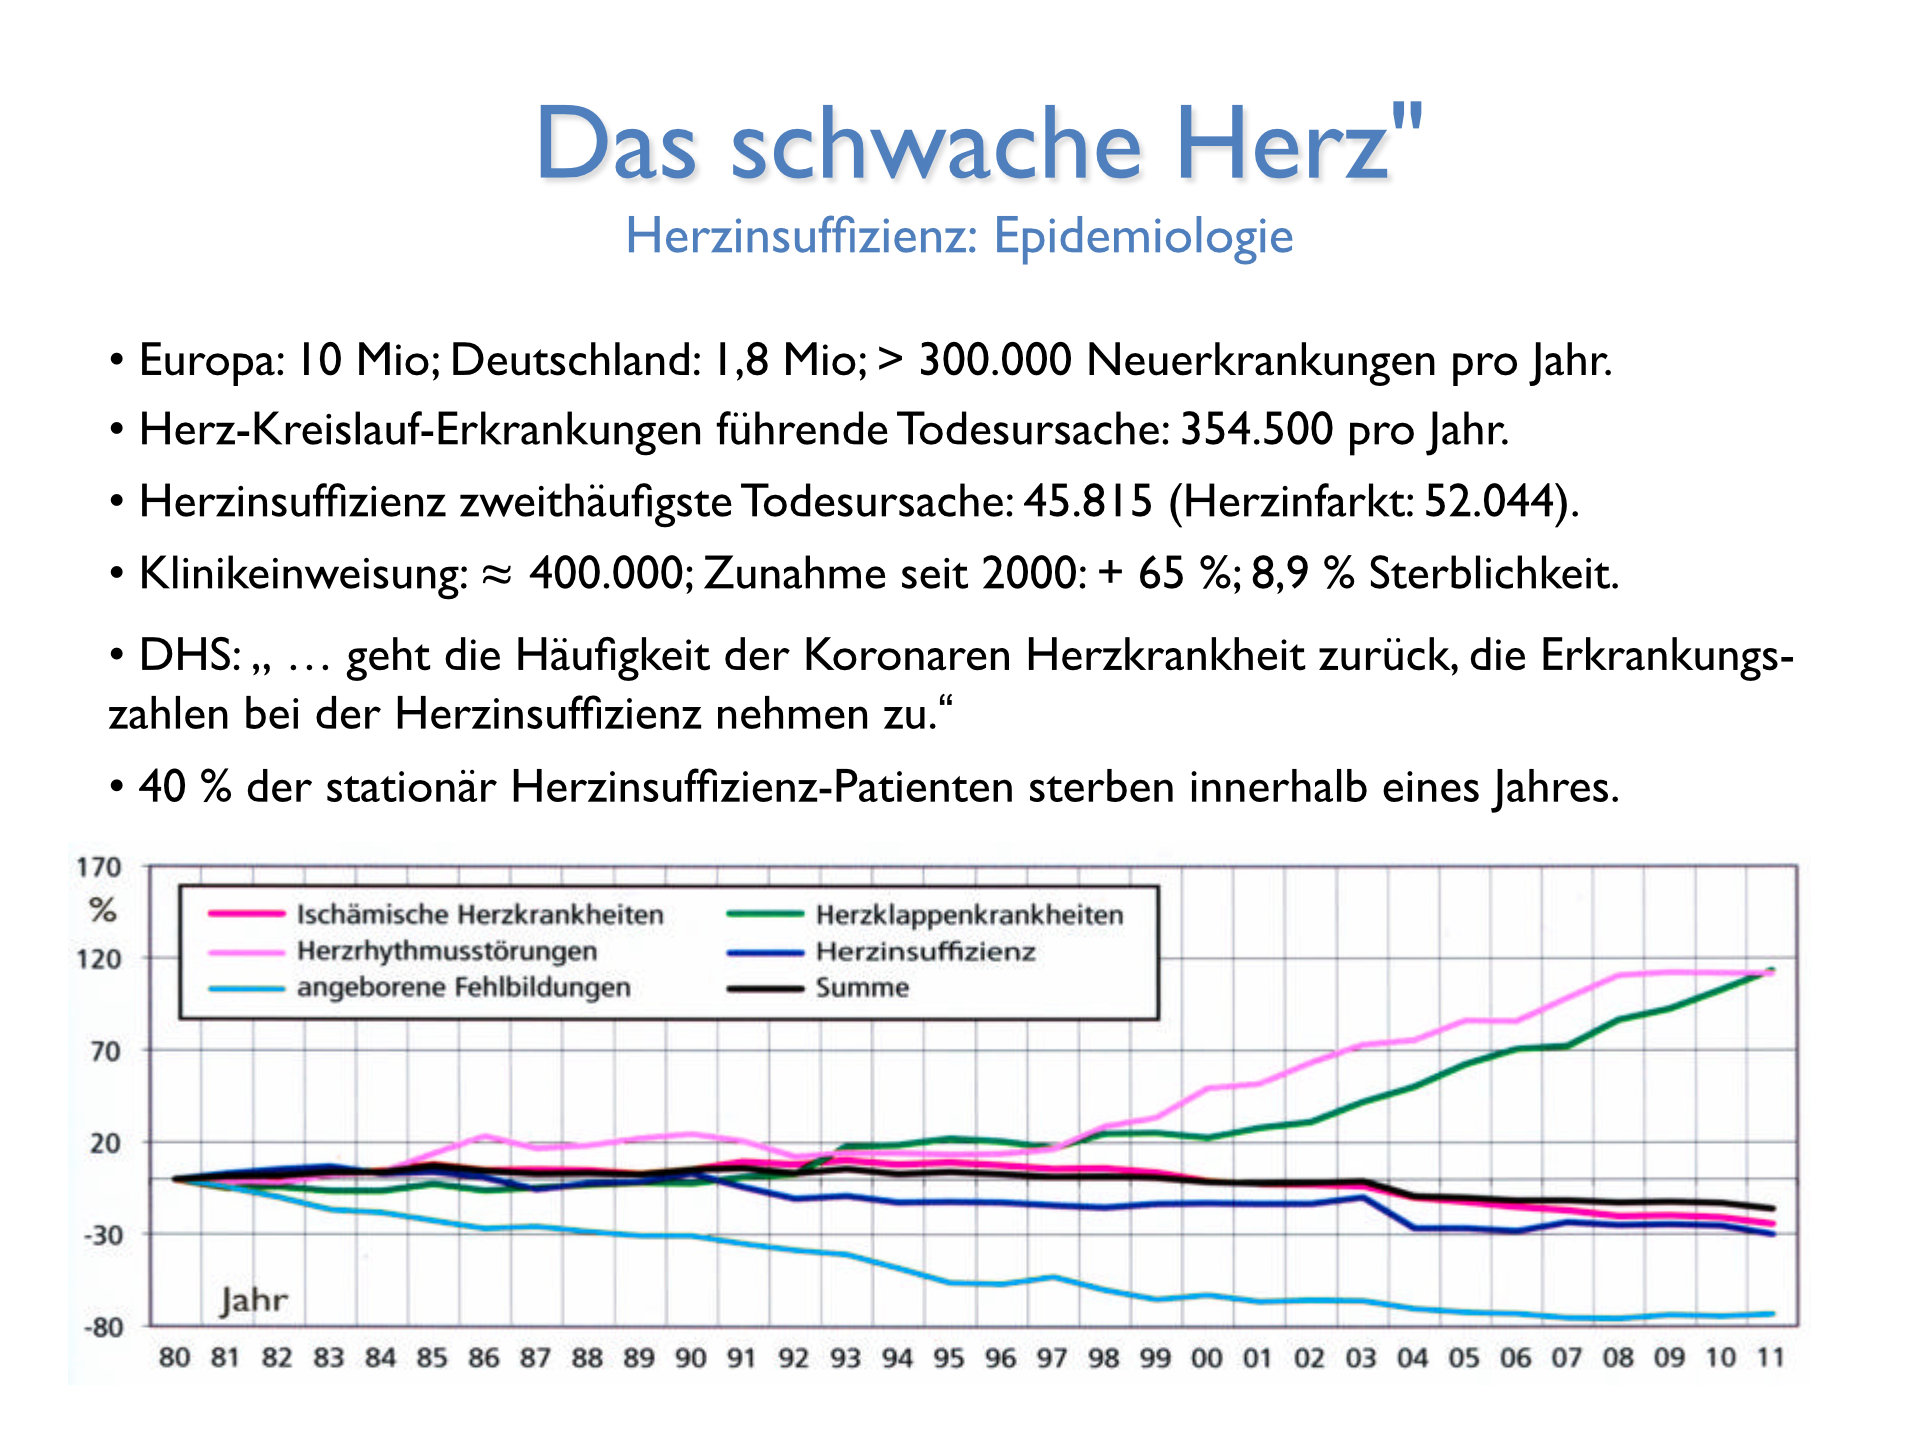 Das schwache Herz"
Herzinsuffizienz: Epidemiologie
• Europa: 10 Mio; Deutschland: 1,8 Mio; > 300.000 Neuerkrankungen pro Jahr.
• Herz-Kreislauf-Erkrankungen führende Todesursache: 354.500 pro Jahr.
• Herzinsuffizienz zweithäufigste Todesursache: 45.815 (Herzinfarkt: 52.044).
• Klinikeinweisung: ≈ 400.000; Zunahme seit 2000: + 65 %; 8,9 % Sterblichkeit.
• DHS: „ … geht die Häufigkeit der Koronaren Herzkrankheit zurück, die Erkrankungs-
zahlen bei der Herzinsuffizienz nehmen zu.“
• 40 % der stationär Herzinsuffizienz-Patienten sterben innerhalb eines Jahres.
170
%
120
70
20
-30
-80
Ischämische Herzkrankheiten
Herzrhythmusstörungen
angeborene Fehlbildungen
Herzklappenkrankheiten
Herzinsuffizienz
Summe
Jahr
80 81 82 83 84 85 86 87 88 89 90 91 92 93 94 95 96 97 98 99 00 01 02 03 04 05 06 07 08 09 10 11